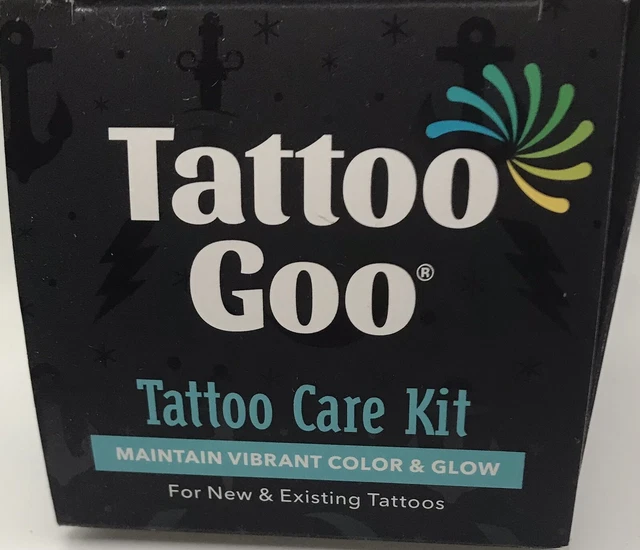 Tattoo
Goo®
Tattoo Care Kit
MAINTAIN VIBRANT COLOR & GLOW
For New & Existing Tattoos